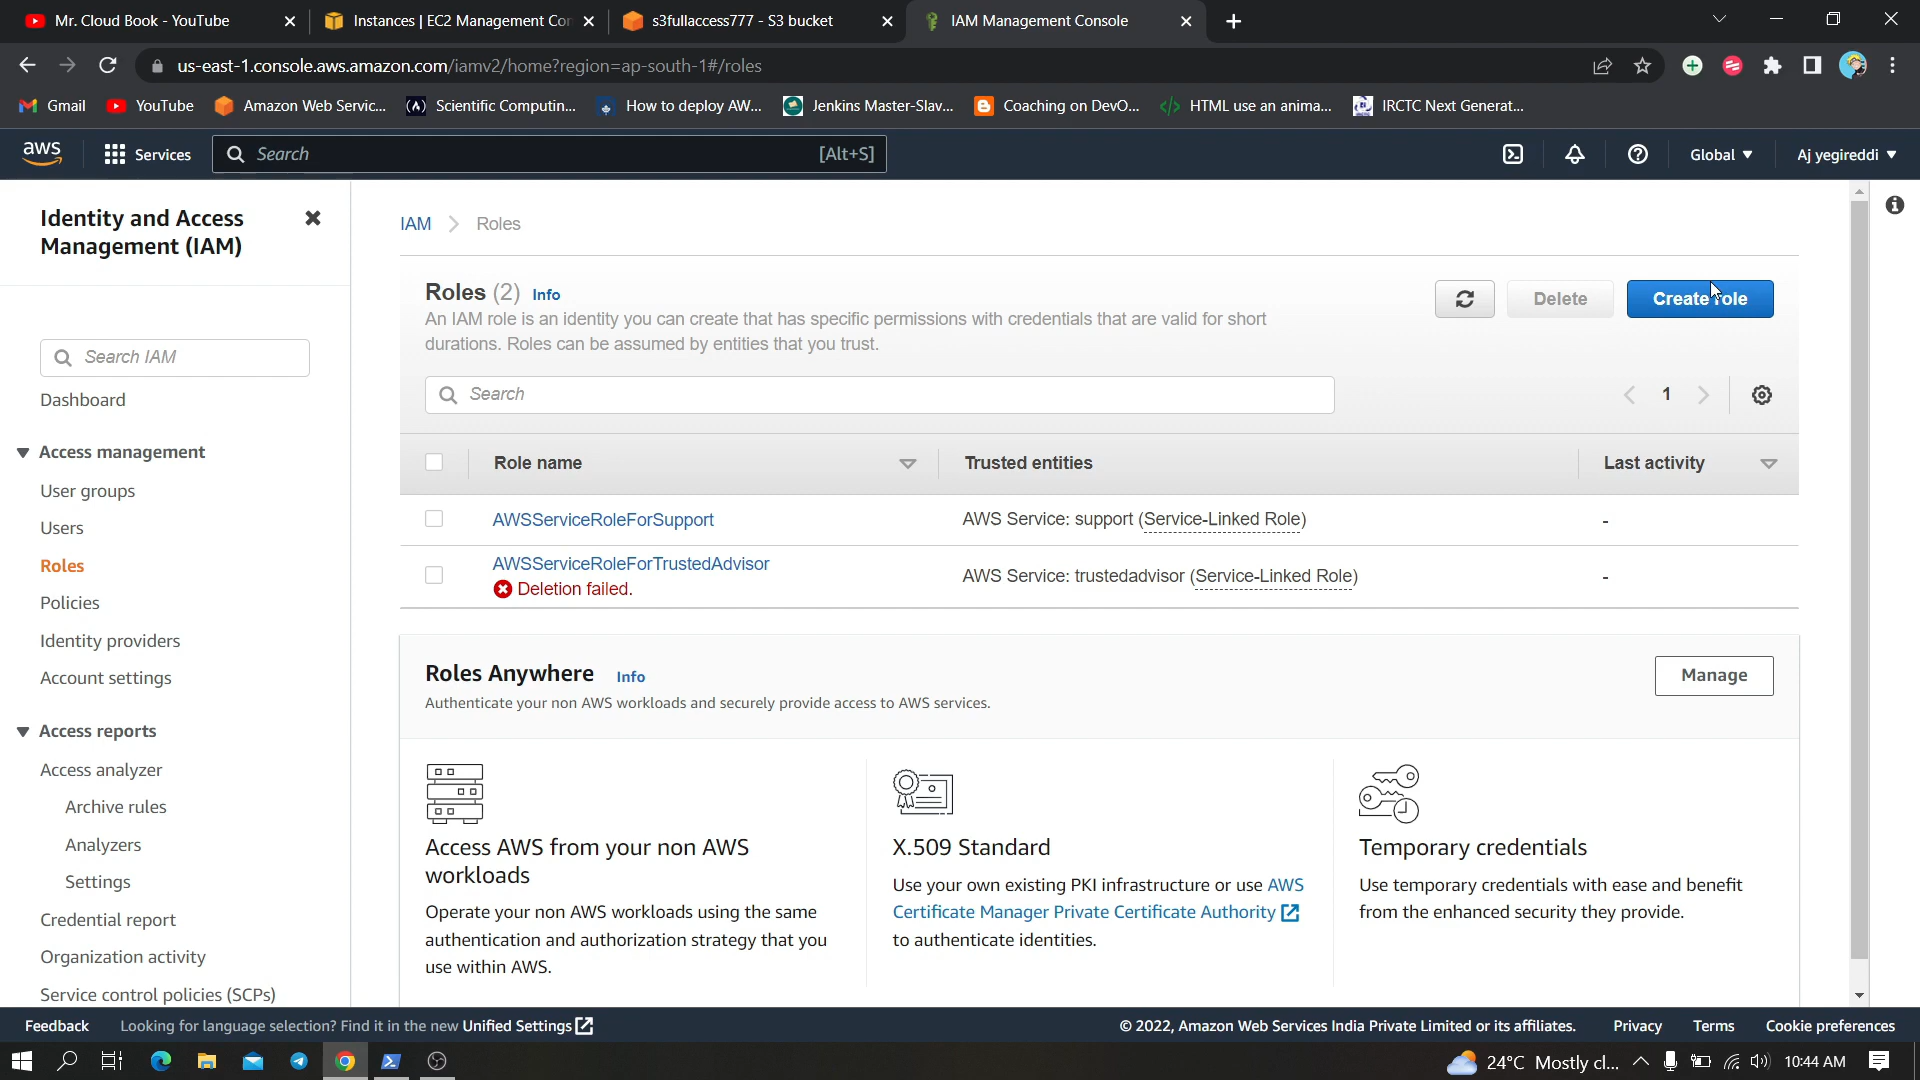 Mr. Cloud Book - YouTube
Instances | EC2 Management Con
s3fullaccess777 - S3 bucket
IAM Management Console
us-east-1.console.aws.amazon.com/iamv2/home?region=ap-south-1#/roles
Gmail
YouTube
Amazon Web Servic...
Scientific Computin...
How to deploy AW...
Jenkins Master-Slav...
Coaching on DevO...
HTML use an anima...
IRCTC Next Generat...
aws
Services
Search
[Alt+S]
Global
Aj yegireddi
Identity and Access
Management (IAM)
Search IAM
Dashboard
Access management
User groups
Users
Roles
Policies
Identity providers
Account settings
Access reports
Access analyzer
Archive rules
Analyzers
Settings
Credential report
Organization activity
Service control policies (SCPs)
IAM
Roles
Roles (2) Info
An IAM role is an identity you can create that has specific permissions with credentials that are valid for short
durations. Roles can be assumed by entities that you trust.
Delete
Create role
Search
1
Role name
Trusted entities
Last activity
AWSServiceRoleForSupport
AWS Service: support (Service-Linked Role)
-
AWSServiceRoleForTrustedAdvisor
Deletion failed.
AWS Service: trustedadvisor (Service-Linked Role)
-
Roles Anywhere Info
Authenticate your non AWS workloads and securely provide access to AWS services.
Manage
Access AWS from your non AWS
workloads
Operate your non AWS workloads using the same
authentication and authorization strategy that you
use within AWS.
X.509 Standard
Use your own existing PKI infrastructure or use AWS
Certificate Manager Private Certificate Authority
to authenticate identities.
Temporary credentials
Use temporary credentials with ease and benefit
from the enhanced security they provide.
Feedback
Looking for language selection? Find it in the new Unified Settings
© 2022, Amazon Web Services India Private Limited or its affiliates.
Privacy
Terms
Cookie preferences
24°C Mostly cl...
10:44 AM